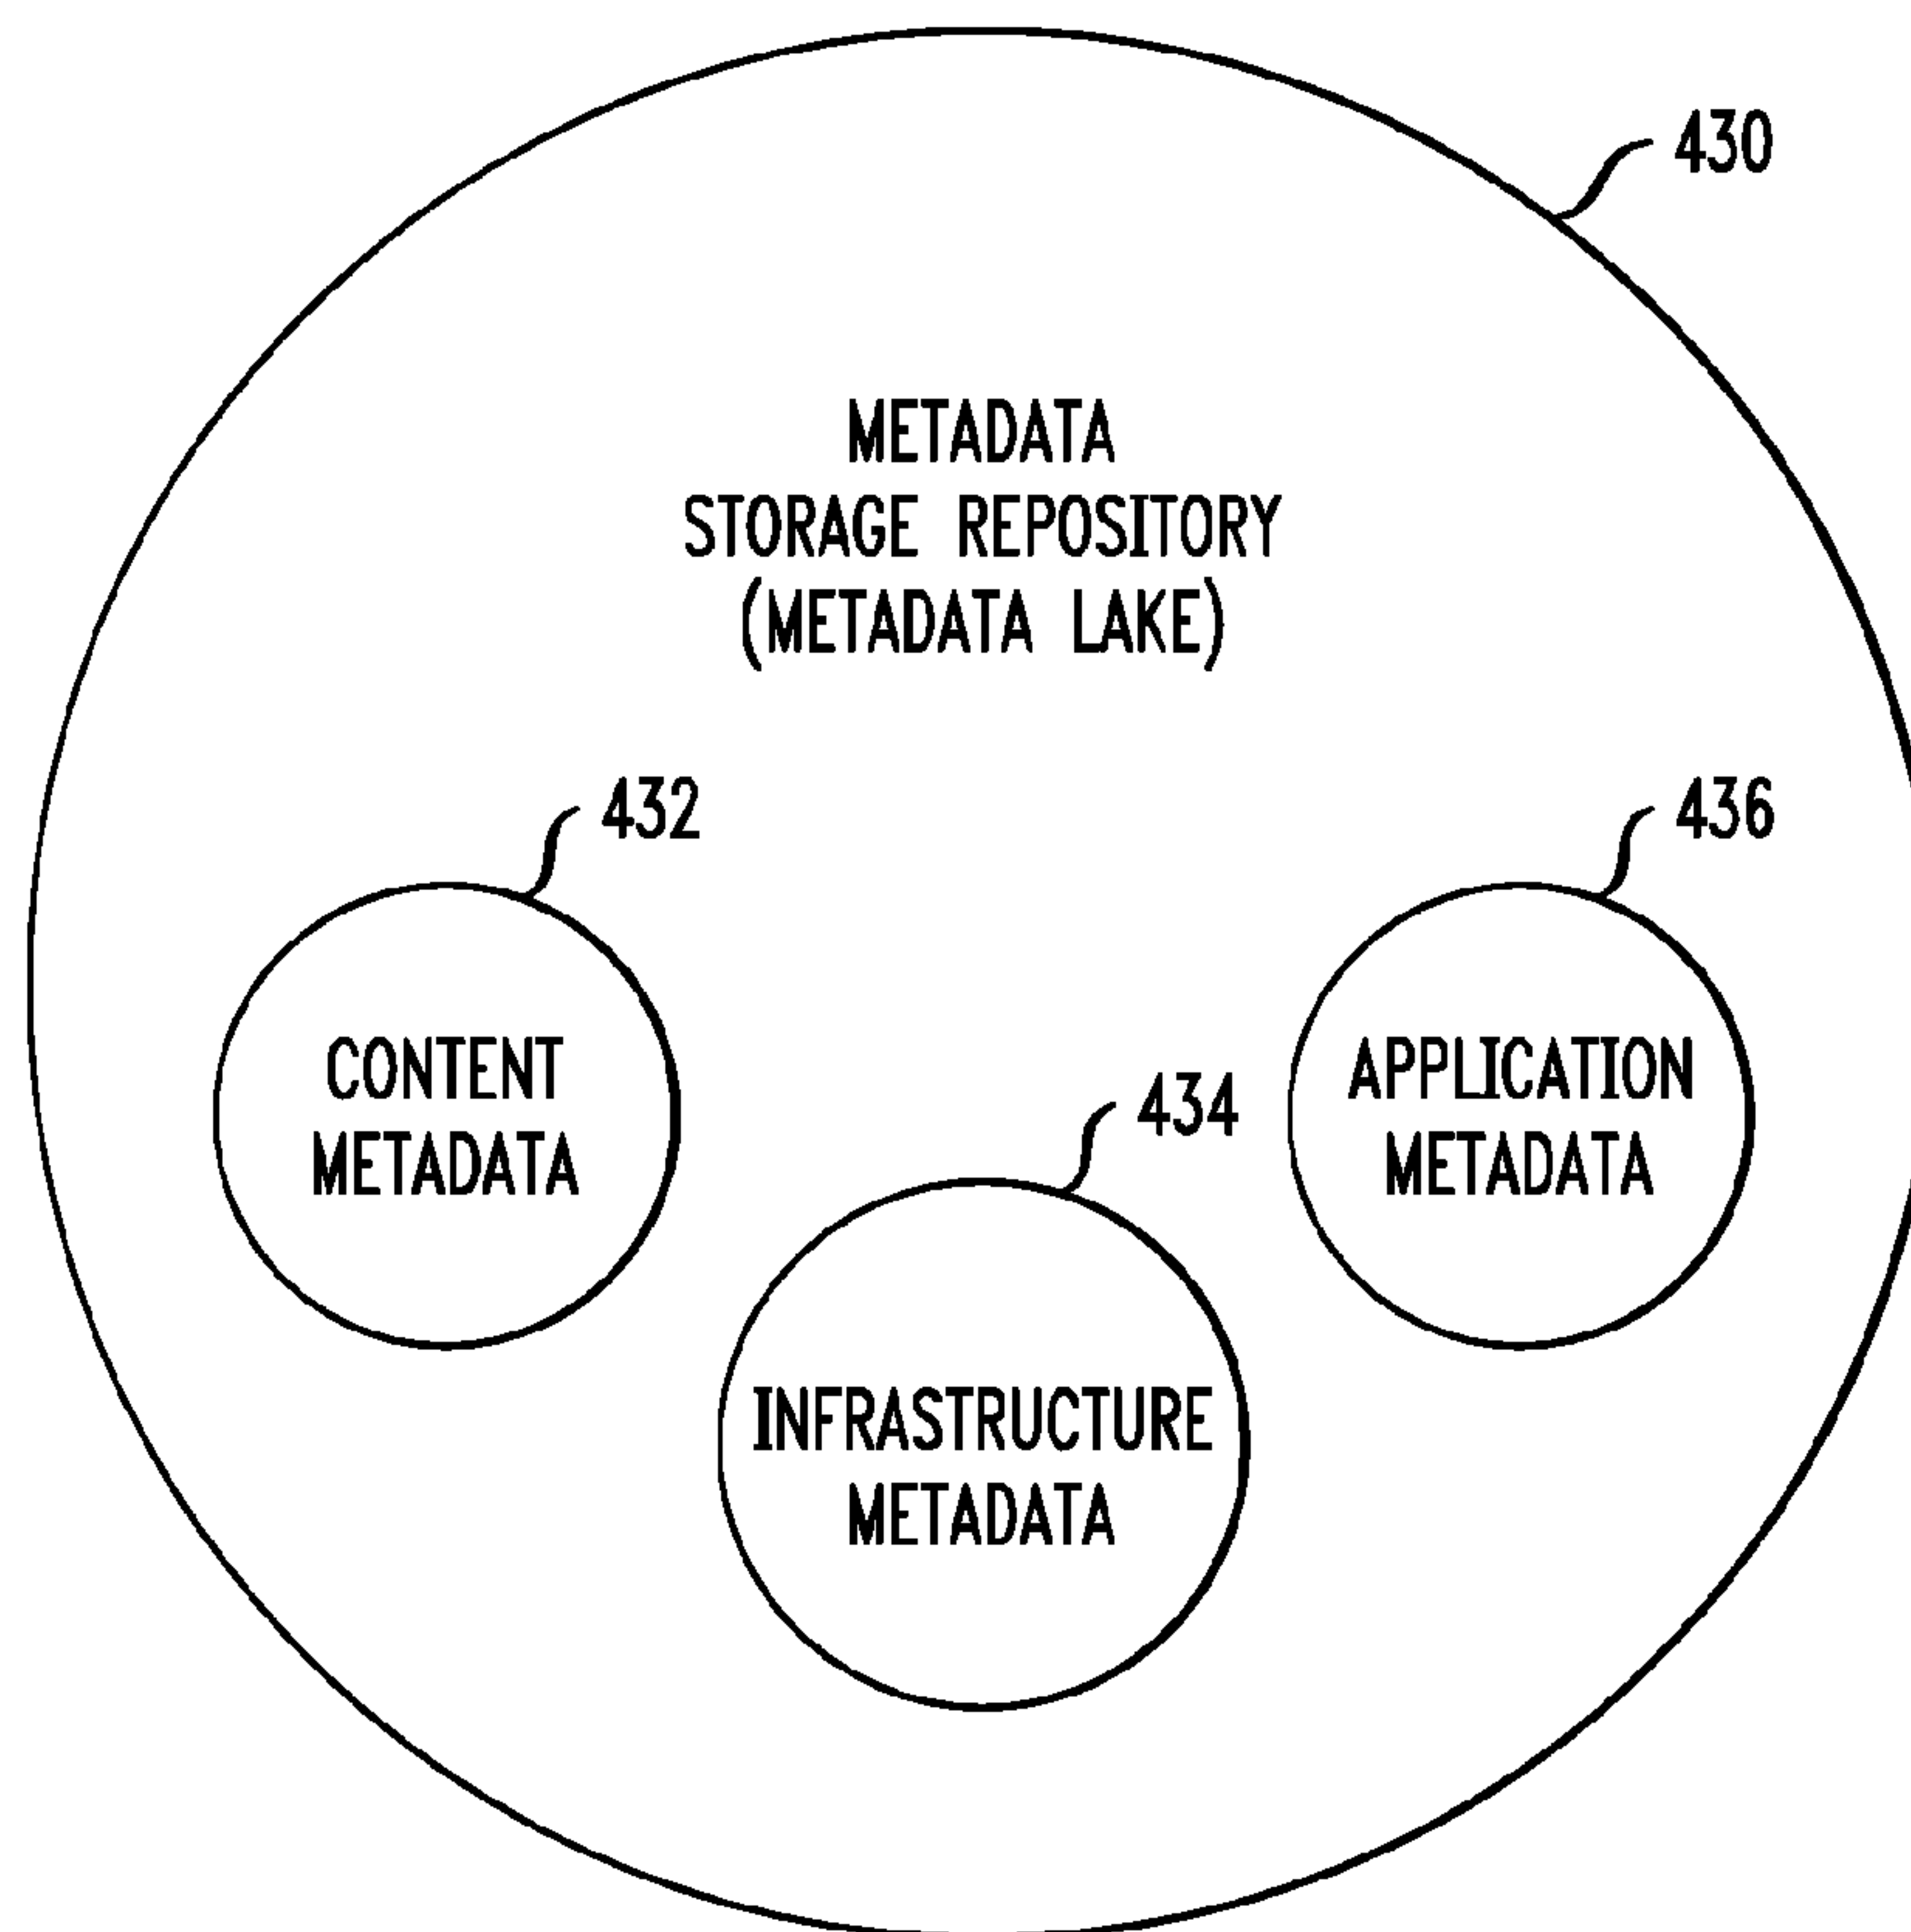 430
METADATA
STORAGE REPOSITORY
(METADATA LAKE)
432
436
CONTENT
METADATA
APPLICATION
METADATA
434
INFRASTRUCTURE
METADATA